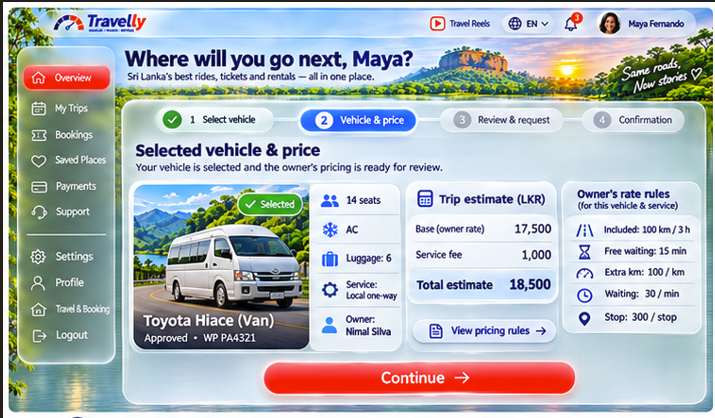 Travelly
Travel Reels
EN
3
Maya Fernando
Where will you go next, Maya?
Sri Lanka's best rides, tickets and rentals — all in one place.
Same roads,
New stories ♡
Overview
My Trips
Bookings
Saved Places
Payments
Support
Settings
Profile
Travel & Booking
Logout
1 Select vehicle
2 Vehicle & price
3 Review & request
4 Confirmation
Selected vehicle & price
Your vehicle is selected and the owner's pricing is ready for review.
Selected
Toyota Hiace (Van)
Approved • WP PA4321
14 seats
AC
Luggage: 6
Service:
Local one-way
Owner:
Nimal Silva
Trip estimate (LKR)
Base (owner rate) 17,500
Service fee 1,000
Total estimate 18,500
View pricing rules →
Owner's rate rules
(for this vehicle & service)
Included: 100 km / 3 h
Free waiting: 15 min
Extra km: 100 / km
Waiting: 30 / min
Stop: 300 / stop
Continue →